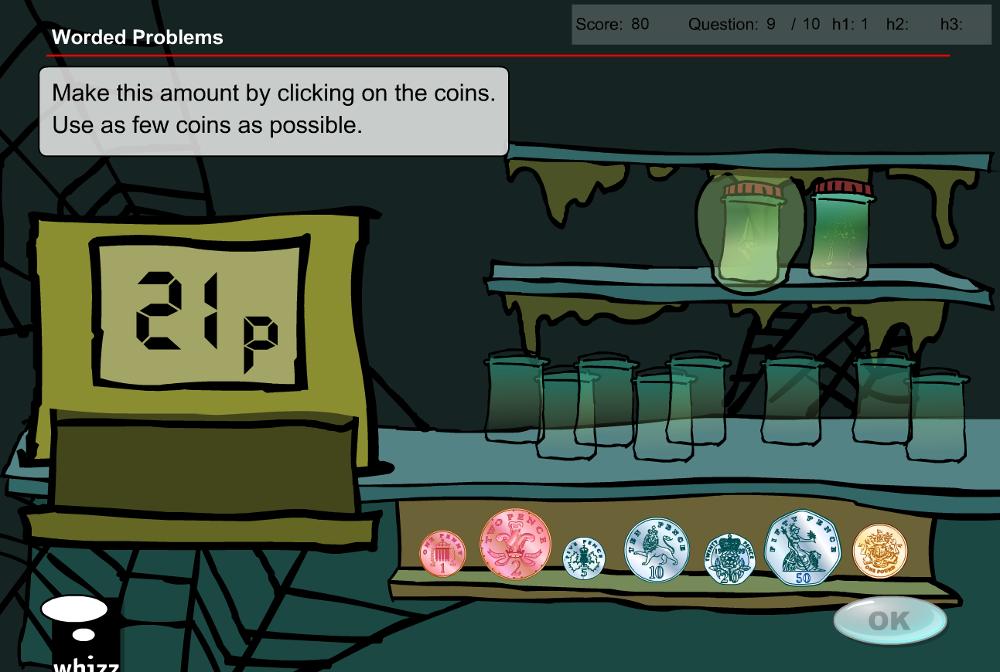 Score: 80 Question: 9 / 10 h1: 1 h2: h3:
Worded Problems
Make this amount by clicking on the coins.
Use as few coins as possible.
21p
ONE PENNY 1
TWO PENCE 2
FIVE PENCE 5
TEN PENCE 10
TWENTY PENCE 20
FIFTY PENCE 50
ONE POUND
OK
whizz